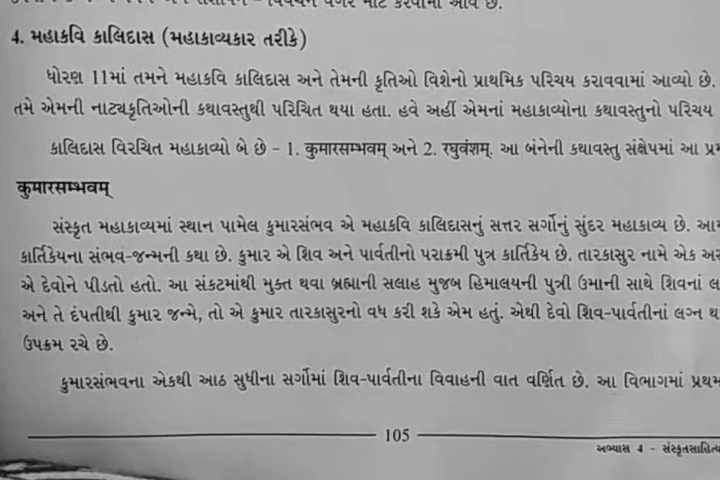 વિવેચન વગેરે માટે કરવામાં આવે છે.
4. મહાકવિ કાલિદાસ (મહાકાવ્યકાર તરીકે)
ધોરણ 11માં તમને મહાકવિ કાલિદાસ અને તેમની કૃતિઓ વિશેનો પ્રાથમિક પરિચય કરાવવામાં આવ્યો છે.
તમે એમની નાટ્યકૃતિઓની કથાવસ્તુથી પરિચિત થયા હતા. હવે અહીં એમનાં મહાકાવ્યોના કથાવસ્તુનો પરિચય
કાલિદાસ વિરચિત મહાકાવ્યો બે છે - 1. कुमारसम्भवम् અને 2. रघुवंशम्. આ બંનેની કથાવસ્તુ સંક્ષેપમાં આ
कुमारसम्भवम्
સંસ્કૃત મહાકાવ્યમાં સ્થાન પામેલ કુમારસંભવ એ મહાકવિ કાલિદાસનું સત્તર સર્ગોનું સુંદર મહાકાવ્ય છે.
કાર્તિકેયના સંભવ-જન્મની કથા છે. કુમાર એ શિવ અને પાર્વતીનો પરાક્રમી પુત્ર કાર્તિકેય છે. તારકાસુર નામે એક
એ દેવોને પીડતો હતો. આ સંકટમાંથી મુક્ત થવા બ્રહ્માની સલાહ મુજબ હિમાલયની પુત્રી ઉમાની સાથે શિવનાં
અને તે દંપતીથી કુમાર જન્મે, તો એ કુમાર તારકાસુરનો વધ કરી શકે એમ હતું. એથી દેવો શિવ-પાર્વતીનાં લગ્ન
ઉપક્રમ રચે છે.
કુમારસંભવના એકથી આઠ સુધીના સર્ગોમાં શિવ-પાર્વતીના વિવાહની વાત વર્ણિત છે. આ વિભાગમાં પ્રથમ
105
અભ્યાસ 4 - સંસ્કૃતસાહિત્ય